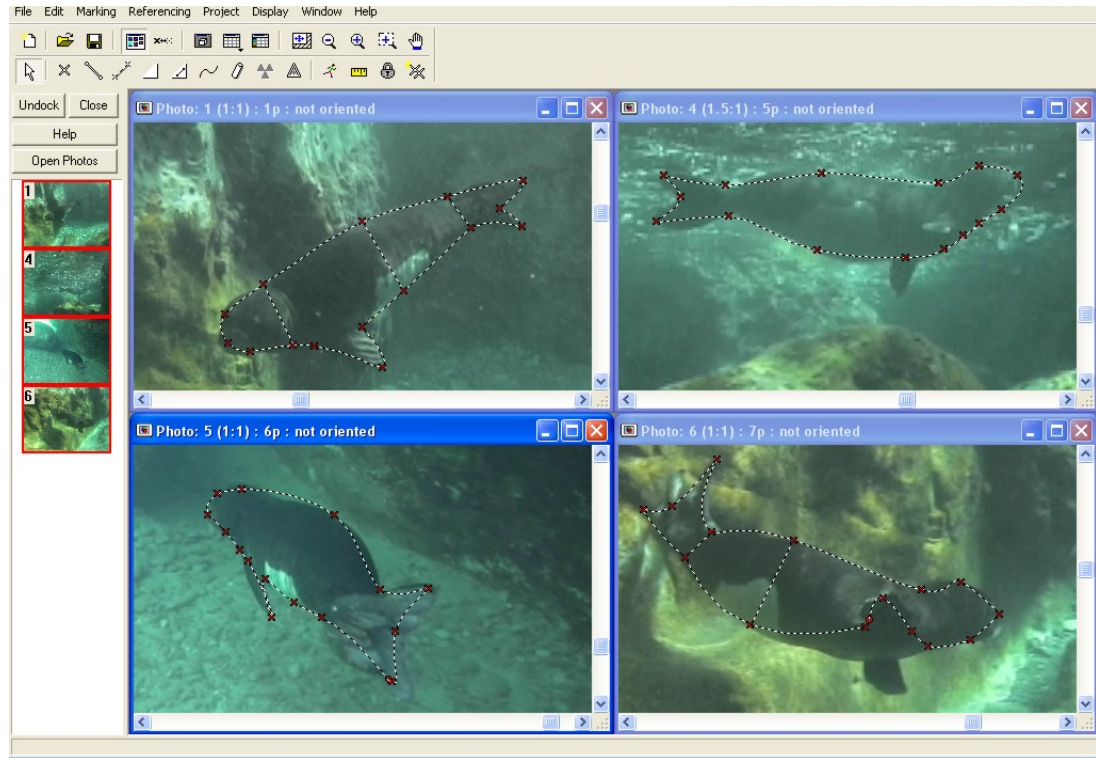 File Edit Marking Referencing Project Display Window Help
Undock Close
Help
Open Photos
1
4
5
6
Photo: 1 (1:1) : 1p : not oriented
Photo: 4 (1.5:1) : 5p : not oriented
Photo: 5 (1:1) : 6p : not oriented
Photo: 6 (1:1) : 7p : not oriented